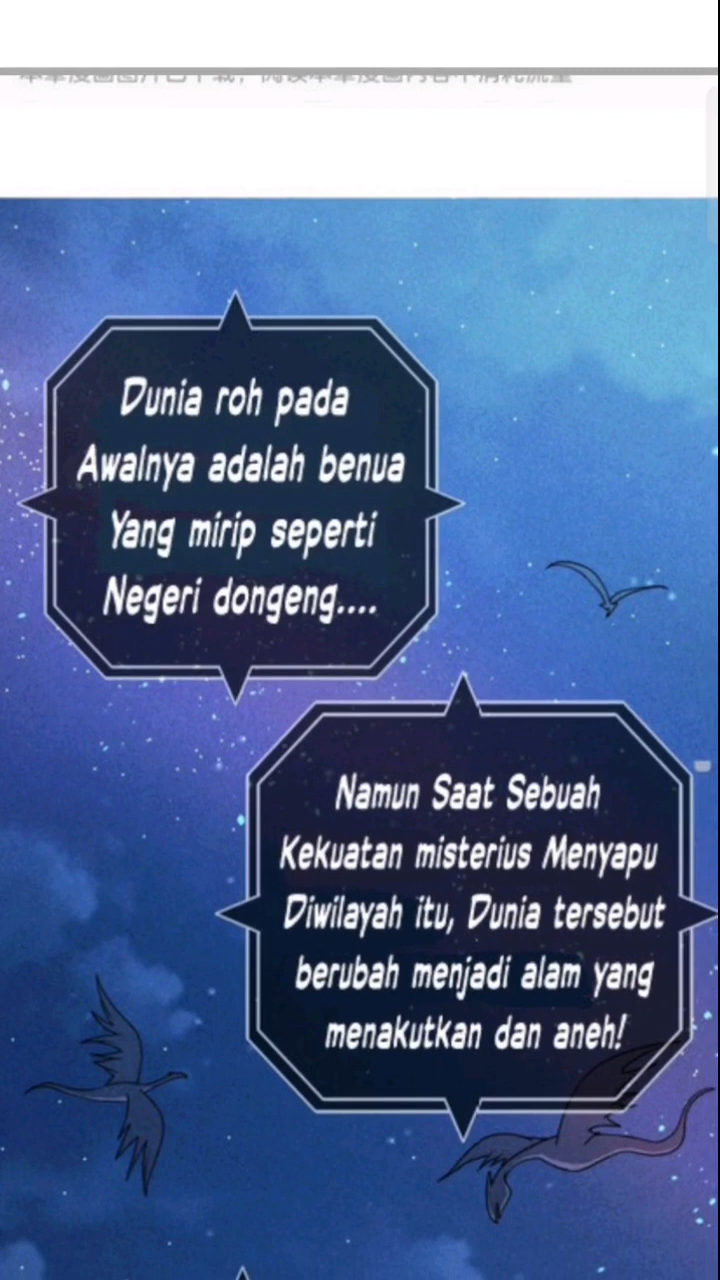 Dunia roh pada
Awalnya adalah benua
Yang mirip seperti
Negeri dongeng....
Namun Saat Sebuah
Kekuatan misterius Menyapu
Diwilayah itu, Dunia tersebut
berubah menjadi alam yang
menakutkan dan aneh!